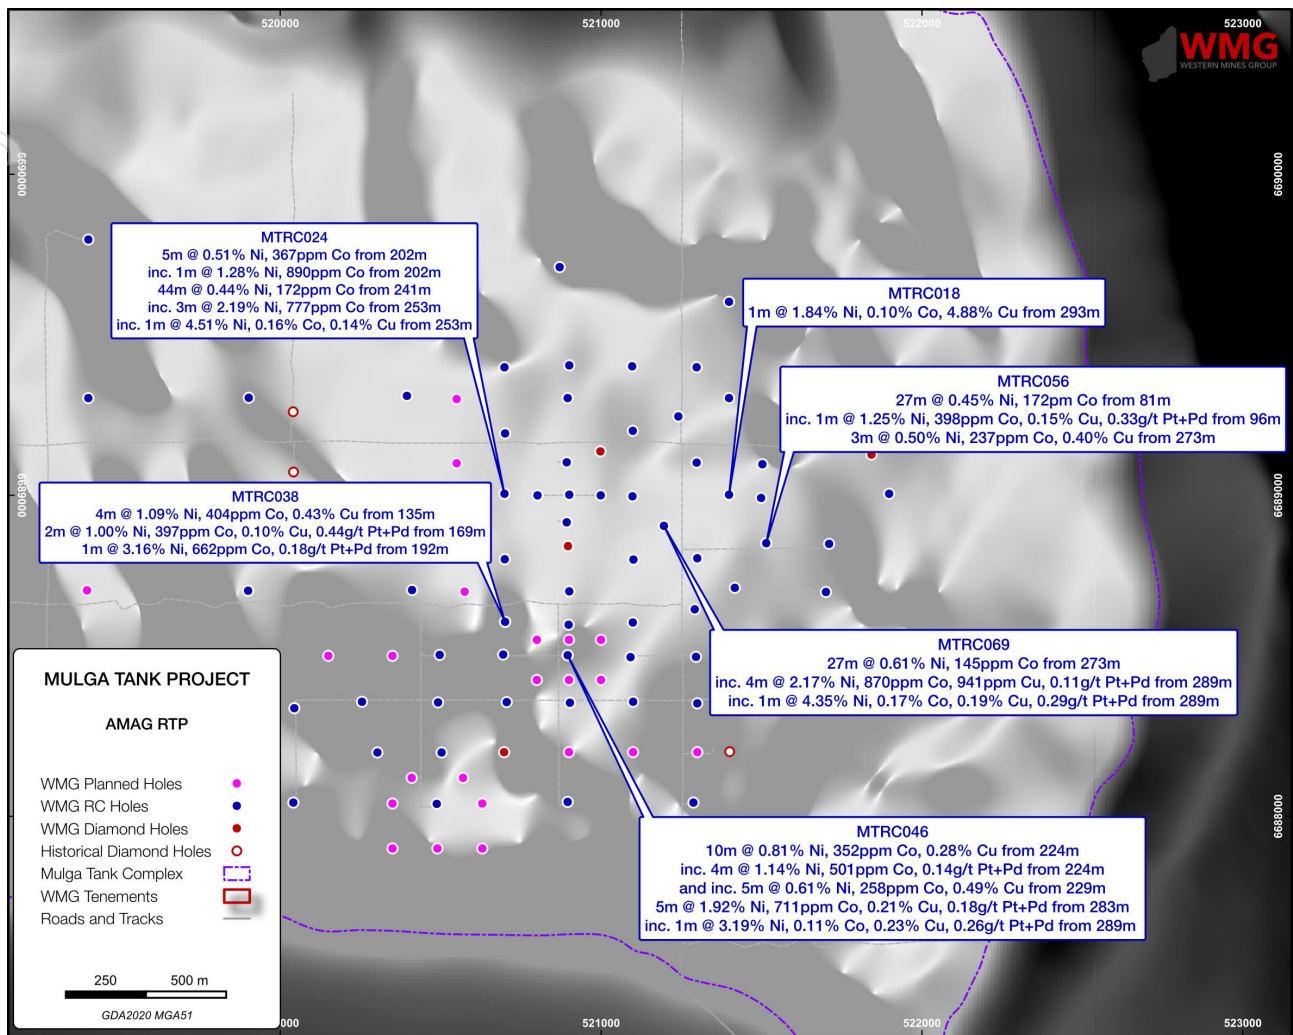 520000
521000
522000
523000
WMG
WESTERN MINES GROUP
6690000
6690000
MTRC024
5m @ 0.51% Ni, 367ppm Co from 202m
inc. 1m @ 1.28% Ni, 890ppm Co from 202m
44m @ 0.44% Ni, 172ppm Co from 241m
inc. 3m @ 2.19% Ni, 777ppm Co from 253m
inc. 1m @ 4.51% Ni, 0.16% Co, 0.14% Cu from 253m
MTRC018
1m @ 1.84% Ni, 0.10% Co, 4.88% Cu from 293m
MTRC056
27m @ 0.45% Ni, 172pm Co from 81m
inc. 1m @ 1.25% Ni, 398ppm Co, 0.15% Cu, 0.33g/t Pt+Pd from 96m
3m @ 0.50% Ni, 237ppm Co, 0.40% Cu from 273m
6689000
6689000
MTRC038
4m @ 1.09% Ni, 404ppm Co, 0.43% Cu from 135m
2m @ 1.00% Ni, 397ppm Co, 0.10% Cu, 0.44g/t Pt+Pd from 169m
1m @ 3.16% Ni, 662ppm Co, 0.18g/t Pt+Pd from 192m
MTRC069
27m @ 0.61% Ni, 145ppm Co from 273m
inc. 4m @ 2.17% Ni, 870ppm Co, 941ppm Cu, 0.11g/t Pt+Pd from 289m
inc. 1m @ 4.35% Ni, 0.17% Co, 0.19% Cu, 0.29g/t Pt+Pd from 289m
6688000
MTRC046
10m @ 0.81% Ni, 352ppm Co, 0.28% Cu from 224m
inc. 4m @ 1.14% Ni, 501ppm Co, 0.14g/t Pt+Pd from 224m
and inc. 5m @ 0.61% Ni, 258ppm Co, 0.49% Cu from 229m
5m @ 1.92% Ni, 711ppm Co, 0.21% Cu, 0.18g/t Pt+Pd from 283m
inc. 1m @ 3.19% Ni, 0.11% Co, 0.23% Cu, 0.26g/t Pt+Pd from 289m
MULGA TANK PROJECT
AMAG RTP
WMG Planned Holes
WMG RC Holes
WMG Diamond Holes
Historical Diamond Holes
Mulga Tank Complex
WMG Tenements
Roads and Tracks
250
500 m
GDA2020 MGA51
000
521000
522000
523000